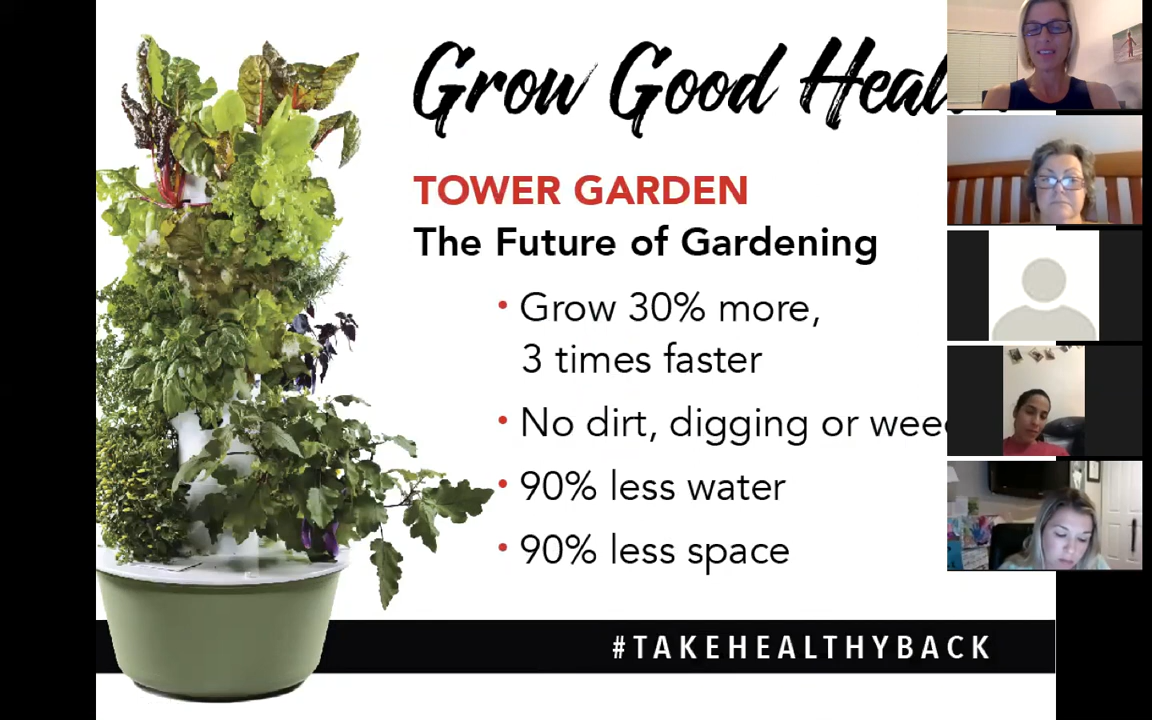 Grow Good Heal
TOWER GARDEN
The Future of Gardening
• Grow 30% more,
3 times faster
• No dirt, digging or weed
• 90% less water
• 90% less space
#TAKEHEALTHYBACK